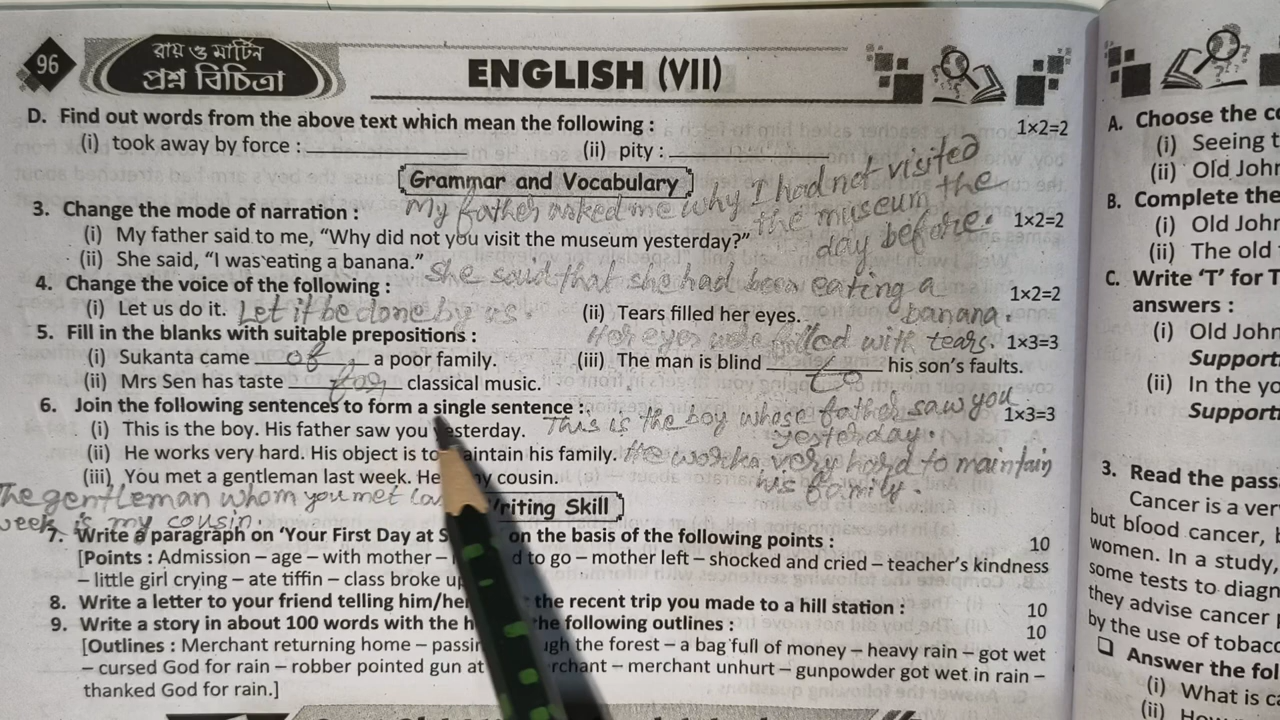 96
রায় ও মার্টিন
প্রশ্ন বিচিত্রা
ENGLISH (VII)
D. Find out words from the above text which mean the following : 1×2=2
(i) took away by force : (ii) pity :
Grammar and Vocabulary
3. Change the mode of narration : 1×2=2
My father asked me why I had not visited
the museum the
day before.
(i) My father said to me, “Why did not you visit the museum yesterday?”
(ii) She said, “I was eating a banana.” She said that she had been eating a
banana.
4. Change the voice of the following : 1×2=2
(i) Let us do it. Let it be done by us. (ii) Tears filled her eyes.
Her eyes were filled with tears.
5. Fill in the blanks with suitable prepositions : 1×3=3
(i) Sukanta came of a poor family. (iii) The man is blind to his son’s faults.
(ii) Mrs Sen has taste for classical music.
6. Join the following sentences to form a single sentence : 1×3=3
This is the boy whose father saw you
yesterday.
(i) This is the boy. His father saw you yesterday.
(ii) He works very hard. His object is to maintain his family. He works very hard to maintain
his family.
(iii) You met a gentleman last week. He cousin.
The gentleman whom you met
week is my cousin.
Writing Skill
7. Write a paragraph on ‘Your First Day at on the basis of the following points : 10
[Points : Admission – age – with mother – to go – mother left – shocked and cried – teacher’s kindness
– little girl crying – ate tiffin – class broke
8. Write a letter to your friend telling him/her the recent trip you made to a hill station : 10
9. Write a story in about 100 words with the the following outlines : 10
[Outlines : Merchant returning home – the forest – a bag full of money – heavy rain – got wet
– cursed God for rain – robber pointed gun at merchant – merchant unhurt – gunpowder got wet in rain –
thanked God for rain.]
A. Choose the
(i) Seeing
(ii) Old John
B. Complete the
(i) Old John
(ii) The old
C. Write ‘T’ for
answers :
(i) Old John
Support
(ii) In the
Support
3. Read the
Cancer is a
but blood cancer,
women. In a study,
some tests to
they advise cancer
by the use of
❑ Answer the
(i) What is
(ii)